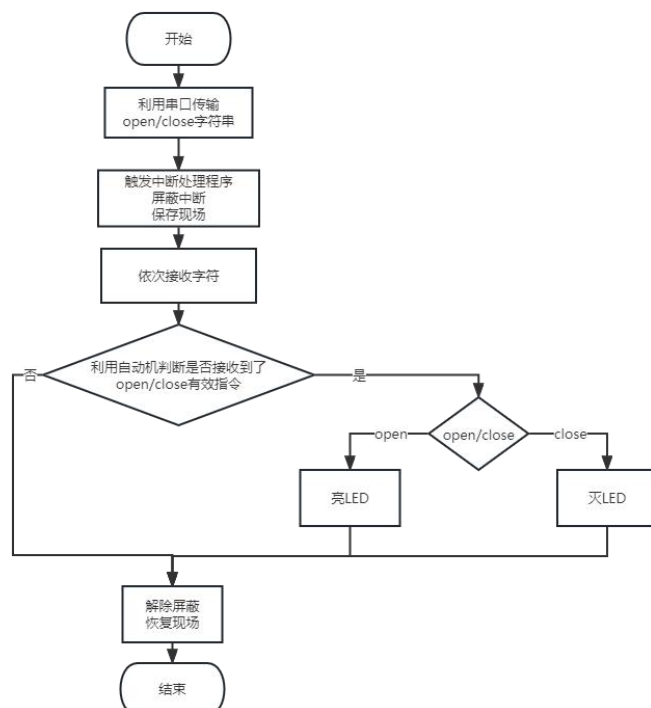 开始
利用串口传输
open/close字符串
触发中断处理程序
屏蔽中断
保存现场
依次接收字符
利用自动机判断是否接收到了
open/close有效指令
否
是
open/close
open
close
亮LED
灭LED
解除屏蔽
恢复现场
结束